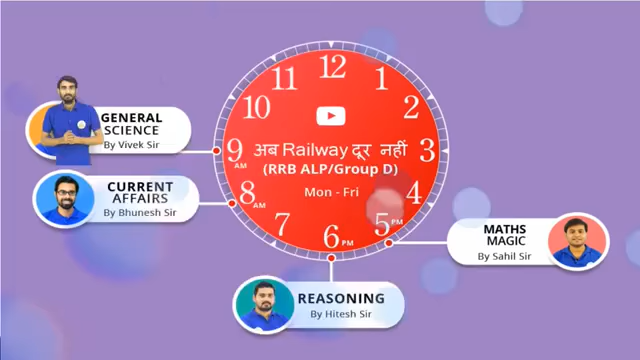 12
11
1
10
2
GENERAL
SCIENCE
By Vivek Sir
9
AM
अब Railway दूर नहीं
3
(RRB ALP/Group D)
Mon - Fri
CURRENT
AFFAIRS
By Bhunesh Sir
8
AM
4
7
5
PM
6
PM
MATHS
MAGIC
By Sahil Sir
REASONING
By Hitesh Sir